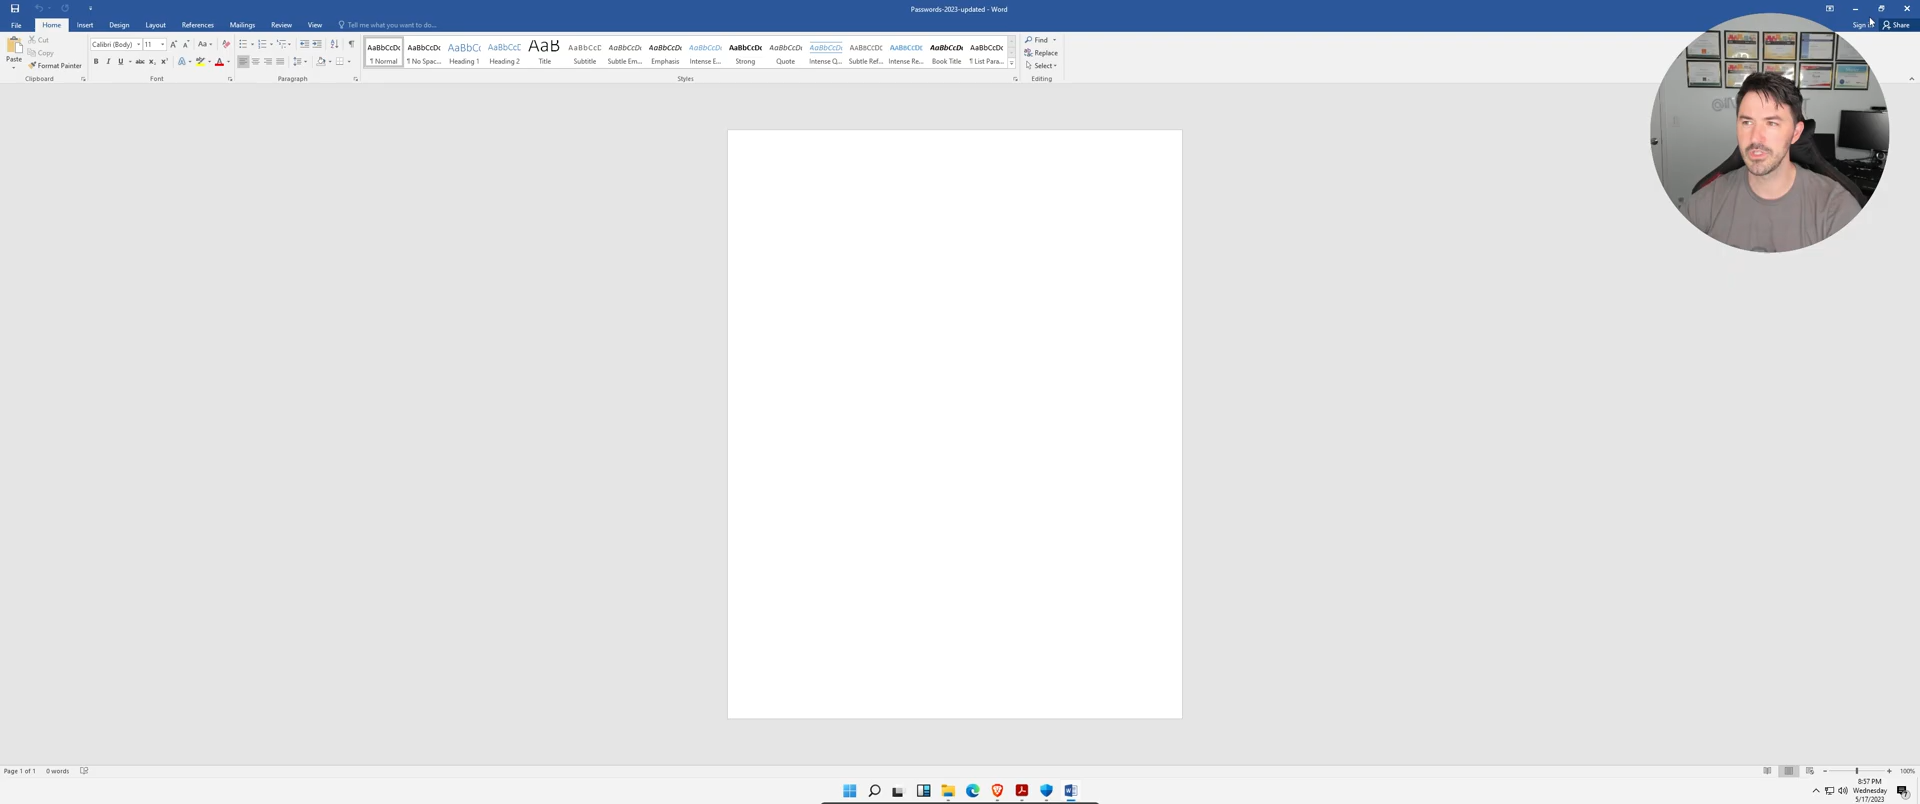 Passwords-2023-updated - Word
File Home Insert Design Layout References Mailings Review View Tell me what you want to do...
Share
Paste
Cut
Copy
Format Painter
Clipboard
Calibri (Body) 11
Font
Paragraph
AaBbCcDc AaBbCcDc AaBbCc AaBbCcC AaB AaBbCcC AaBbCcDc AaBbCcDc AaBbCcDc AaBbCcDc AaBbCcDc AaBbCcDc AABBCCDC AABBCCDC AaBbCcDc AaBbCcDc
¶ Normal ¶ No Spac... Heading 1 Heading 2 Title Subtitle Subtle Em... Emphasis Intense E... Strong Quote Intense Q... Subtle Ref... Intense Re... Book Title ¶ List Para...
Styles
Find
Replace
Select
Editing
Page 1 of 1 0 words
100%
8:57 PM
Wednesday
5/17/2023